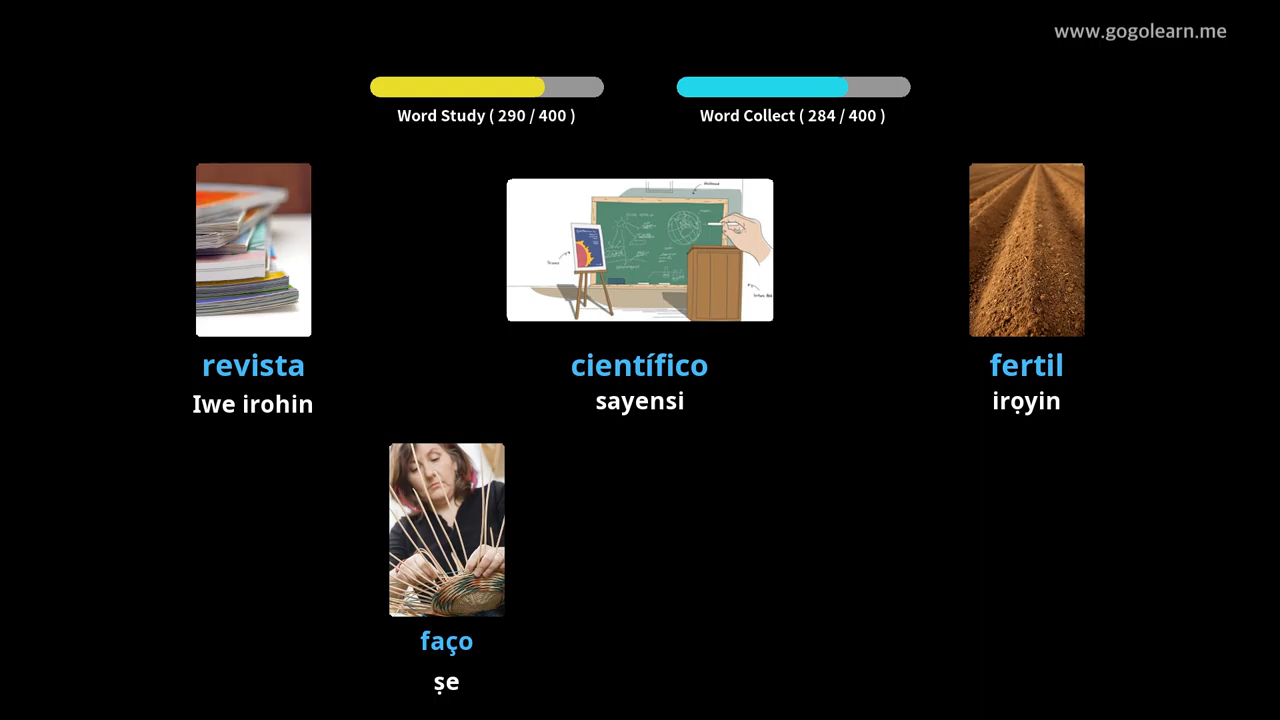 www.gogolearn.me
Word Study ( 290 / 400 )
Word Collect ( 284 / 400 )
revista
Iwe irohin
científico
sayensi
fertil
irọyin
faço
ṣe